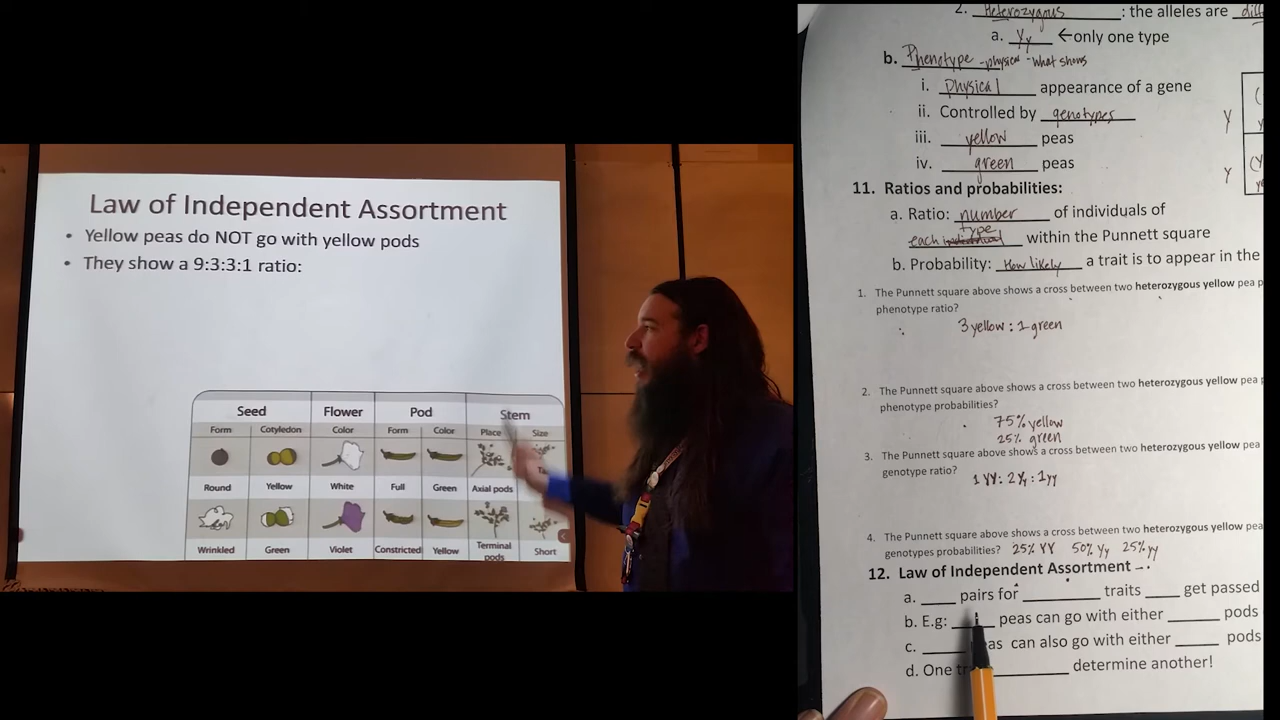 Law of Independent Assortment
• Yellow peas do NOT go with yellow pods
• They show a 9:3:3:1 ratio:
Seed Flower Pod Stem
Form Cotyledon Color Form Color Place Size
Round Yellow White Full Green Axial pods
Wrinkled Green Violet Constricted Yellow Terminal pods Short
2. Heterozygous : the alleles are
a. Yy ←only one type
b. Phenotype -physical -what shows
i. physical appearance of a gene
ii. Controlled by genotypes
iii. yellow peas
iv. green peas
Y
Y
11. Ratios and probabilities:
a. Ratio: number of individuals of
each type within the Punnett square
b. Probability: How likely a trait is to appear in the
1. The Punnett square above shows a cross between two heterozygous yellow pea
phenotype ratio?
3 yellow : 1 green
2. The Punnett square above shows a cross between two heterozygous yellow pea
phenotype probabilities?
75% yellow
25% green
3. The Punnett square above shows a cross between two heterozygous yellow pea
genotype ratio?
1 YY : 2Yy : 1yy
4. The Punnett square above shows a cross between two heterozygous yellow pea
genotypes probabilities? 25% YY 50% Yy 25% yy
12. Law of Independent Assortment
a. ____ pairs for ________ traits ____ get passed
b. E.g: ____ peas can go with either ______ pods
c. ____ can also go with either _____ pods
d. One ________ determine another!